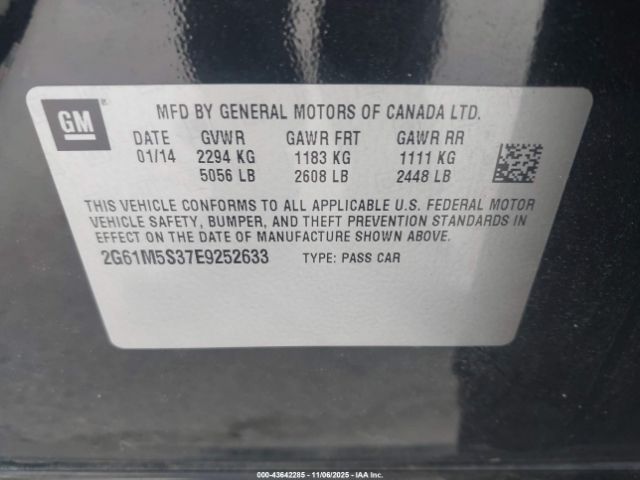 GM
MFD BY GENERAL MOTORS OF CANADA LTD.
DATE GVWR GAWR FRT GAWR RR
01/14 2294 KG 1183 KG 1111 KG
5056 LB 2608 LB 2448 LB
THIS VEHICLE CONFORMS TO ALL APPLICABLE U.S. FEDERAL MOTOR
VEHICLE SAFETY, BUMPER, AND THEFT PREVENTION STANDARDS IN
EFFECT ON THE DATE OF MANUFACTURE SHOWN ABOVE.
2G61M5S37E9252633 TYPE: PASS CAR
000-43642285 - 11/06/2025 - IAA Inc.